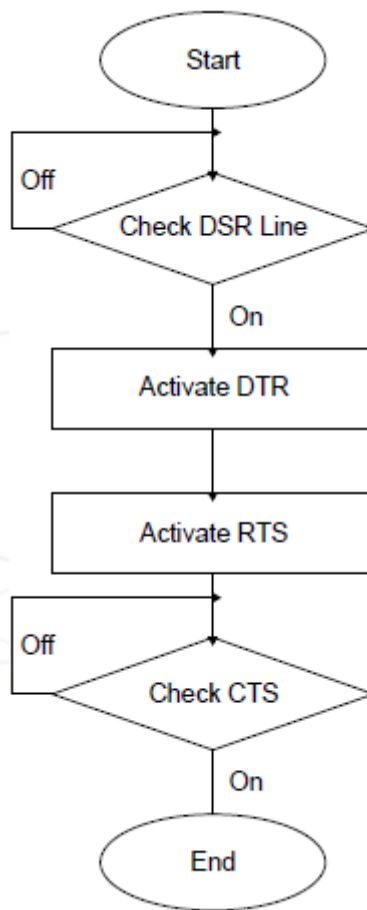 Start
Off
Check DSR Line
On
Activate DTR
Activate RTS
Off
Check CTS
On
End